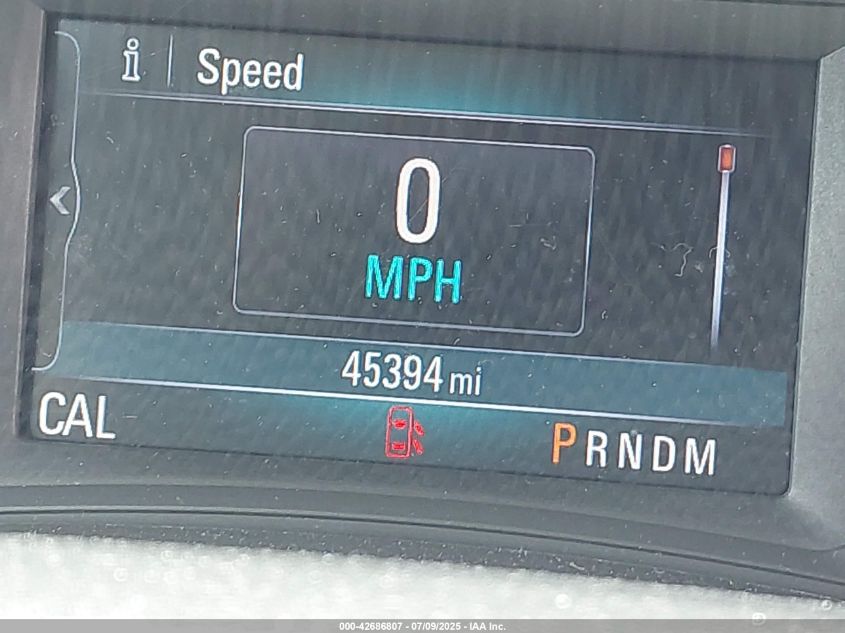 i | Speed
0
MPH
45394 mi
CAL
PRNDM
000-42686807 - 07/09/2025 - IAA Inc.